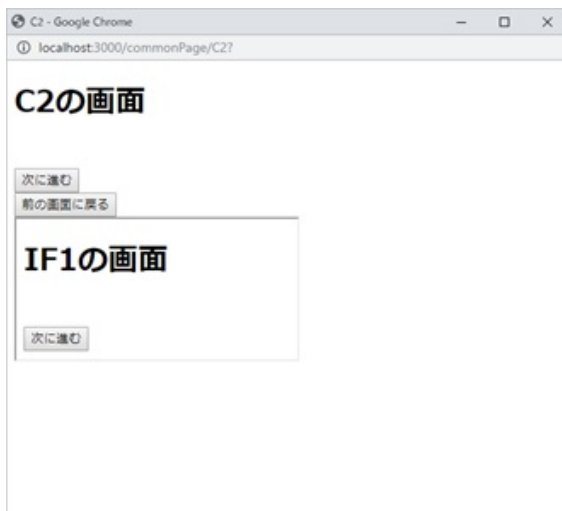 C2 - Google Chrome
localhost:3000/commonPage/C2?
C2の画面
次に進む
前の画面に戻る
IF1の画面
次に進む